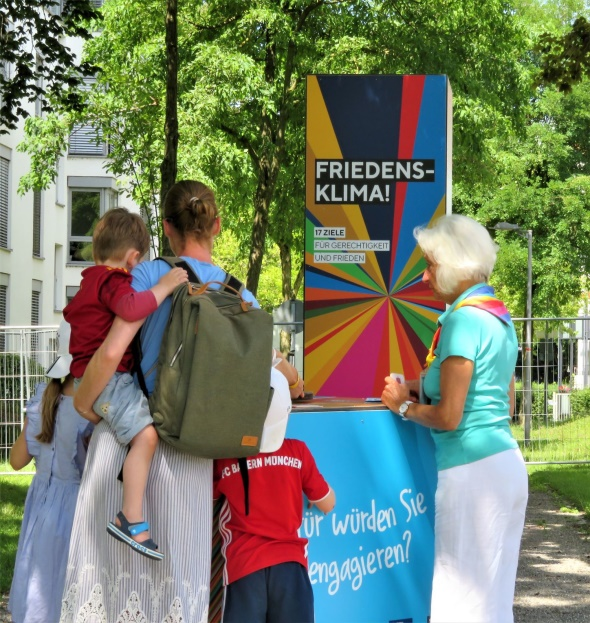 FRIEDENS-
KLIMA!
17 ZIELE
FÜR GERECHTIGKEIT
UND FRIEDEN
FC BAYERN MÜNCHEN
für würden Sie
engagieren?